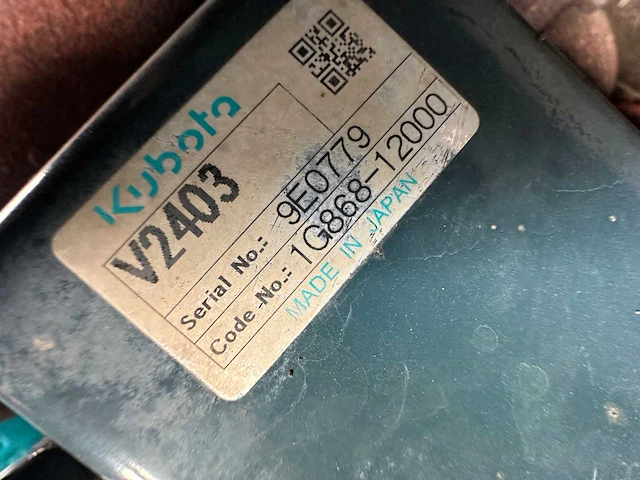 Kubota
V2403
Serial No.: 9E0779
Code No.: 1G868-12000
MADE IN JAPAN